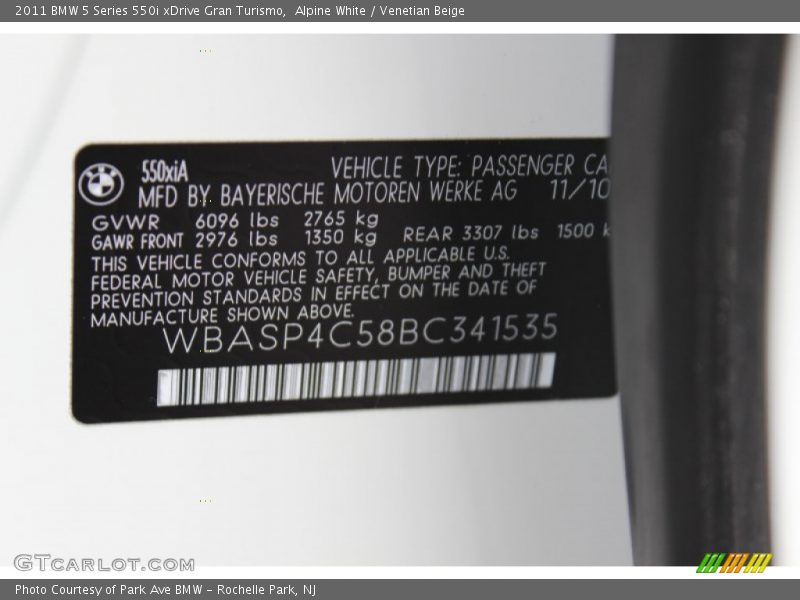 2011 BMW 5 Series 550i xDrive Gran Turismo,  Alpine White / Venetian Beige
550xiA
VEHICLE TYPE: PASSENGER CA
MFD BY BAYERISCHE MOTOREN WERKE AG 11/10
GVWR 6096 lbs 2765 kg
GAWR FRONT 2976 lbs 1350 kg REAR 3307 lbs 1500 k
THIS VEHICLE CONFORMS TO ALL APPLICABLE U.S.
FEDERAL MOTOR VEHICLE SAFETY, BUMPER AND THEFT
PREVENTION STANDARDS IN EFFECT ON THE DATE OF
MANUFACTURE SHOWN ABOVE.
WBASP4C58BC341535
GTCARLOT.COM
Photo Courtesy of Park Ave BMW - Rochelle Park, NJ